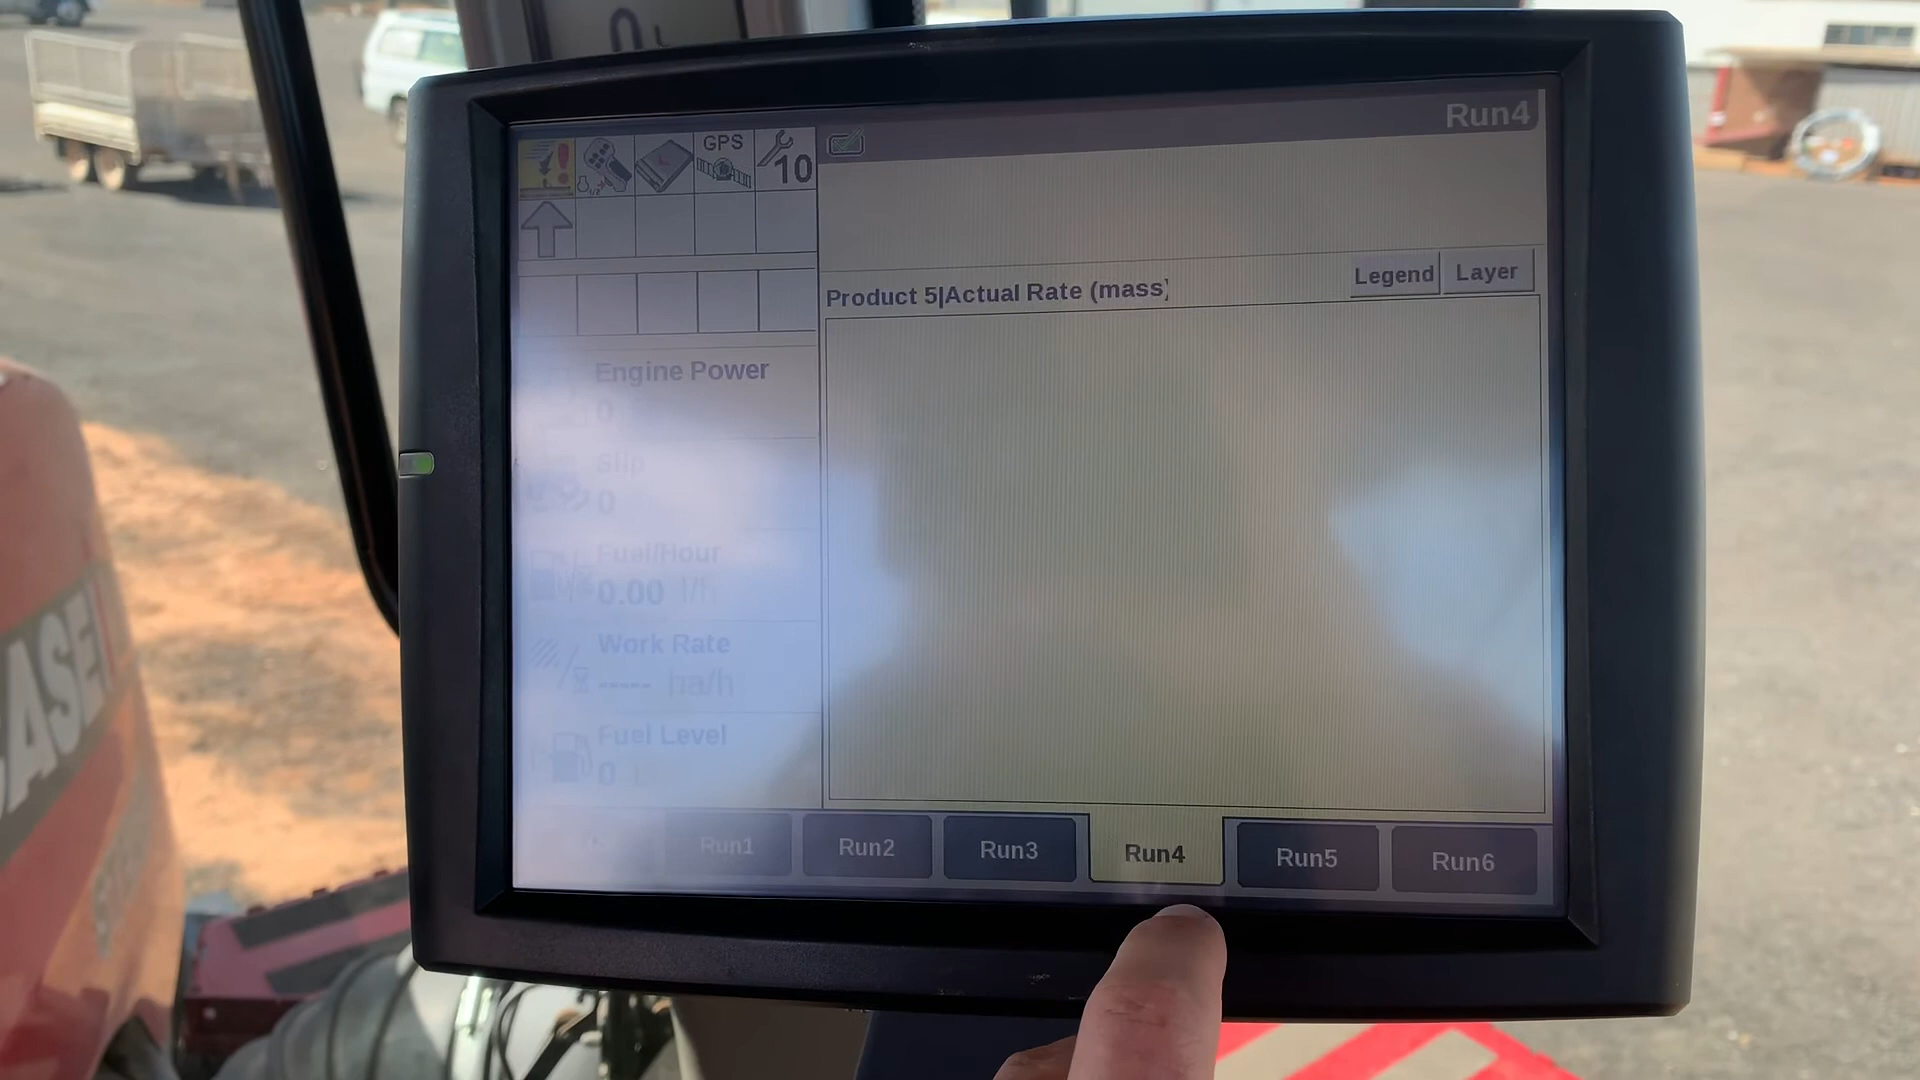 Run4
GPS
10
Legend
Layer
Product 5|Actual Rate (mass)
Engine Power
0
Slip
0
Fuel/Hour
0.00 l/h
Work Rate
----- ha/h
Fuel Level
0
Run1
Run2
Run3
Run4
Run5
Run6
CASE